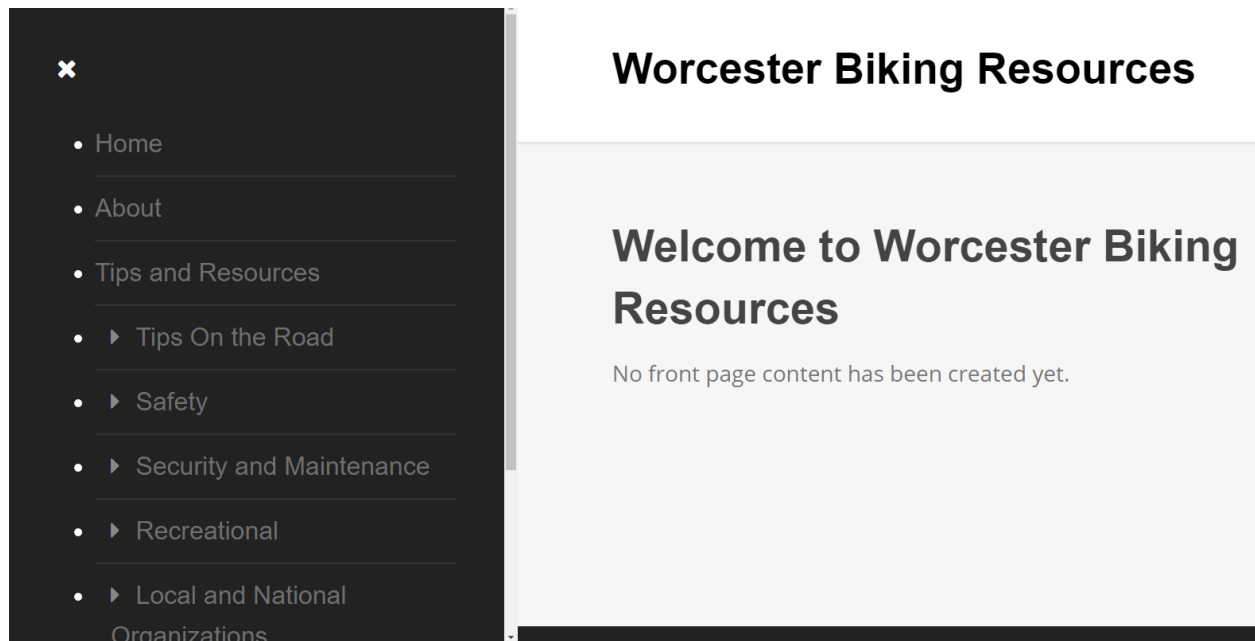 Home
About
Tips and Resources
Tips On the Road
Safety
Security and Maintenance
Recreational
Local and National
Organizations
Worcester Biking Resources
Welcome to Worcester Biking
Resources
No front page content has been created yet.